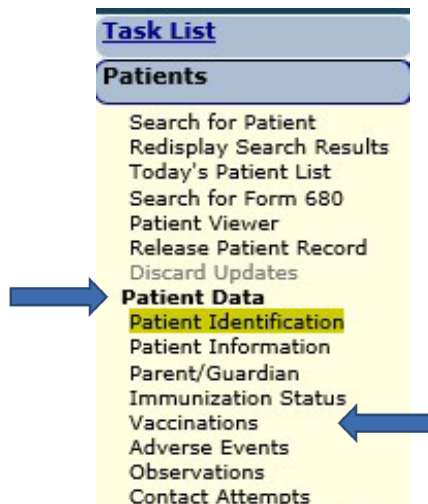 Task List
Patients
Search for Patient
Redisplay Search Results
Today's Patient List
Search for Form 680
Patient Viewer
Release Patient Record
Discard Updates
Patient Data
Patient Identification
Patient Information
Parent/Guardian
Immunization Status
Vaccinations
Adverse Events
Observations
Contact Attempts